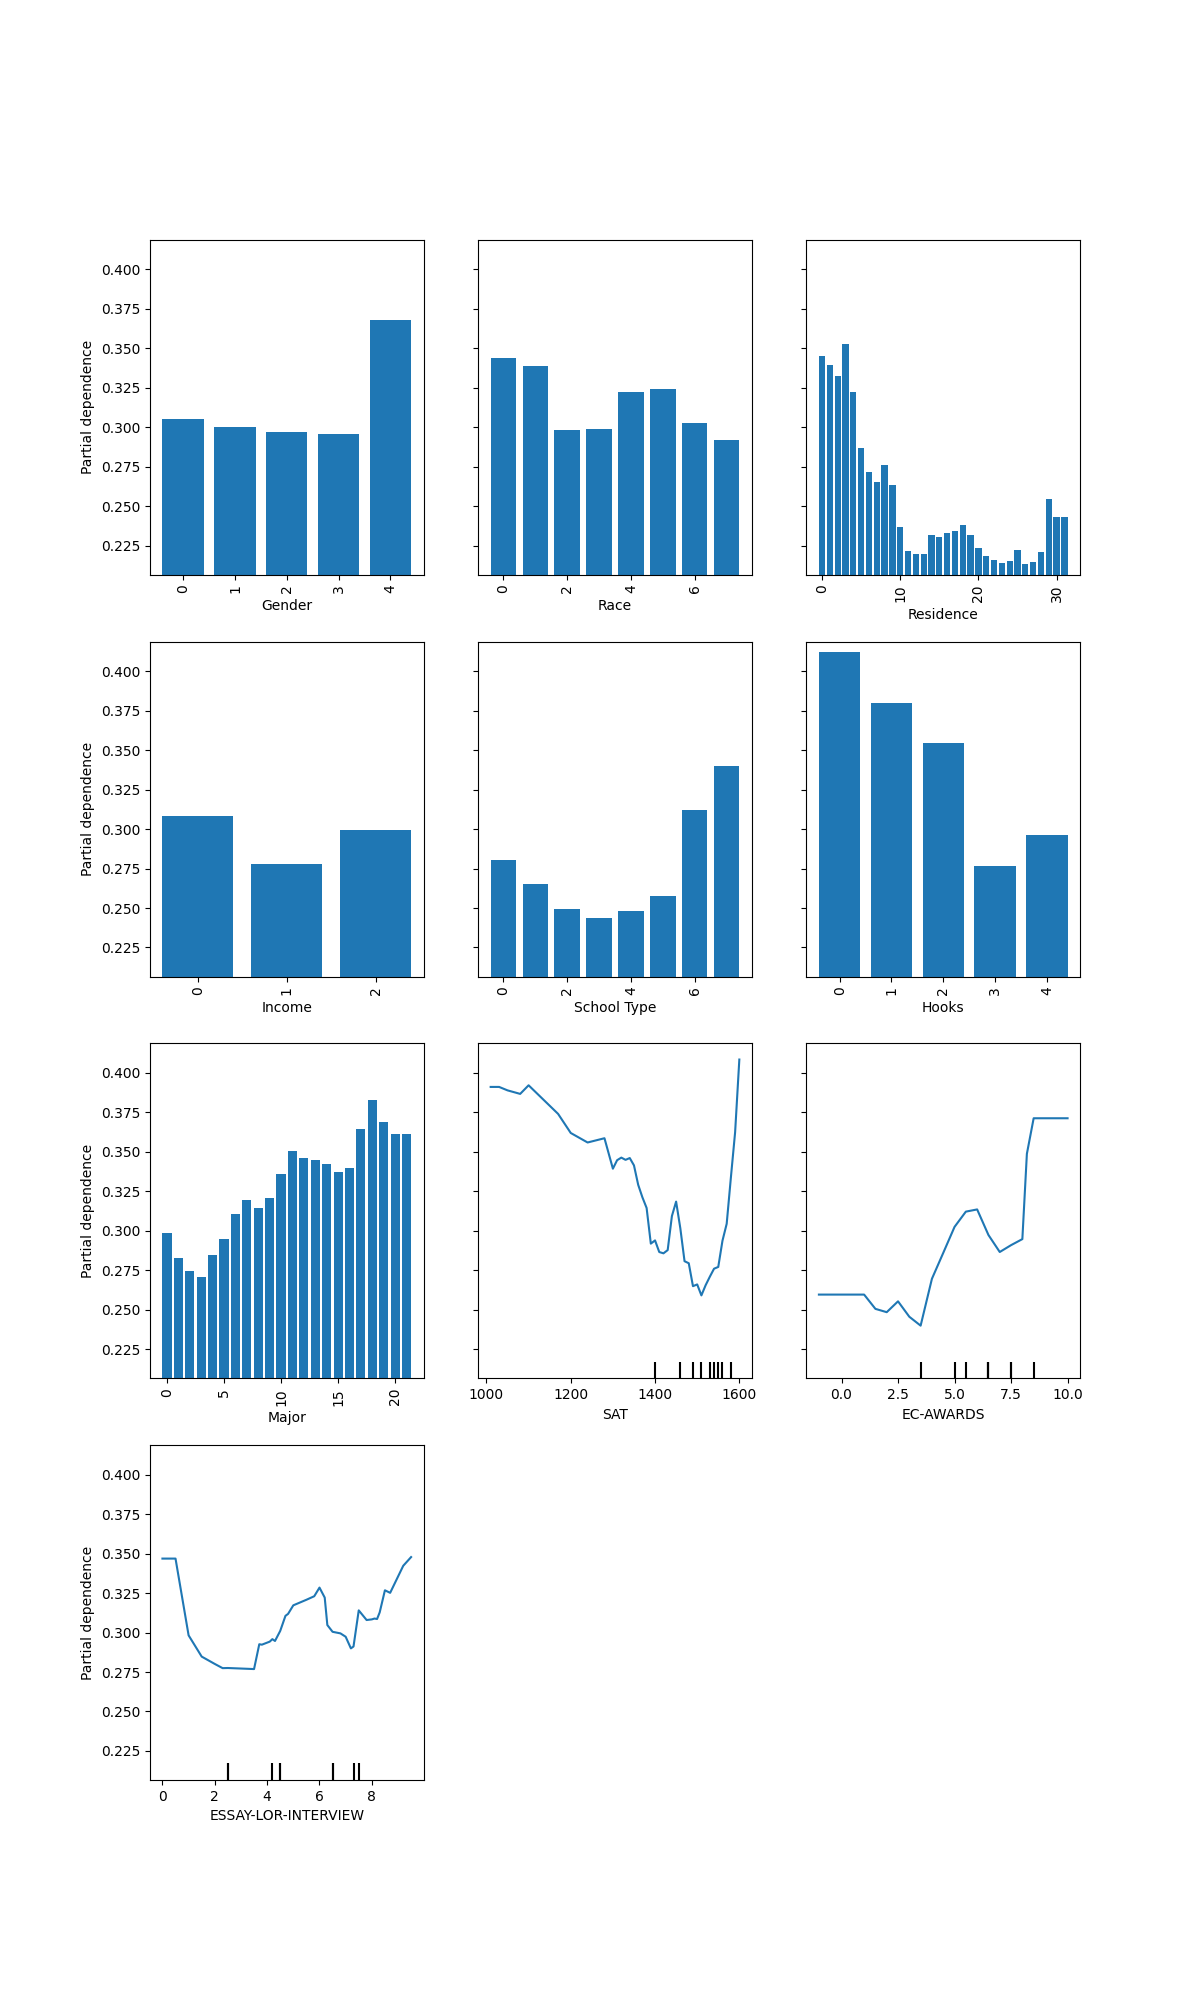 0.400
0.375
0.350
0.325
0.300
0.275
0.250
0.225
Partial dependence
0 1 2 3 4
Gender
0 2 4 6
Race
0 10 20 30
Residence
0.400
0.375
0.350
0.325
0.300
0.275
0.250
0.225
Partial dependence
0 1 2
Income
0 2 4 6
School Type
0 1 2 3 4
Hooks
0.400
0.375
0.350
0.325
0.300
0.275
0.250
0.225
Partial dependence
0 5 10 15 20
Major
1000 1200 1400 1600
SAT
0.0 2.5 5.0 7.5 10.0
EC-AWARDS
0.400
0.375
0.350
0.325
0.300
0.275
0.250
0.225
Partial dependence
0 2 4 6 8
ESSAY-LOR-INTERVIEW